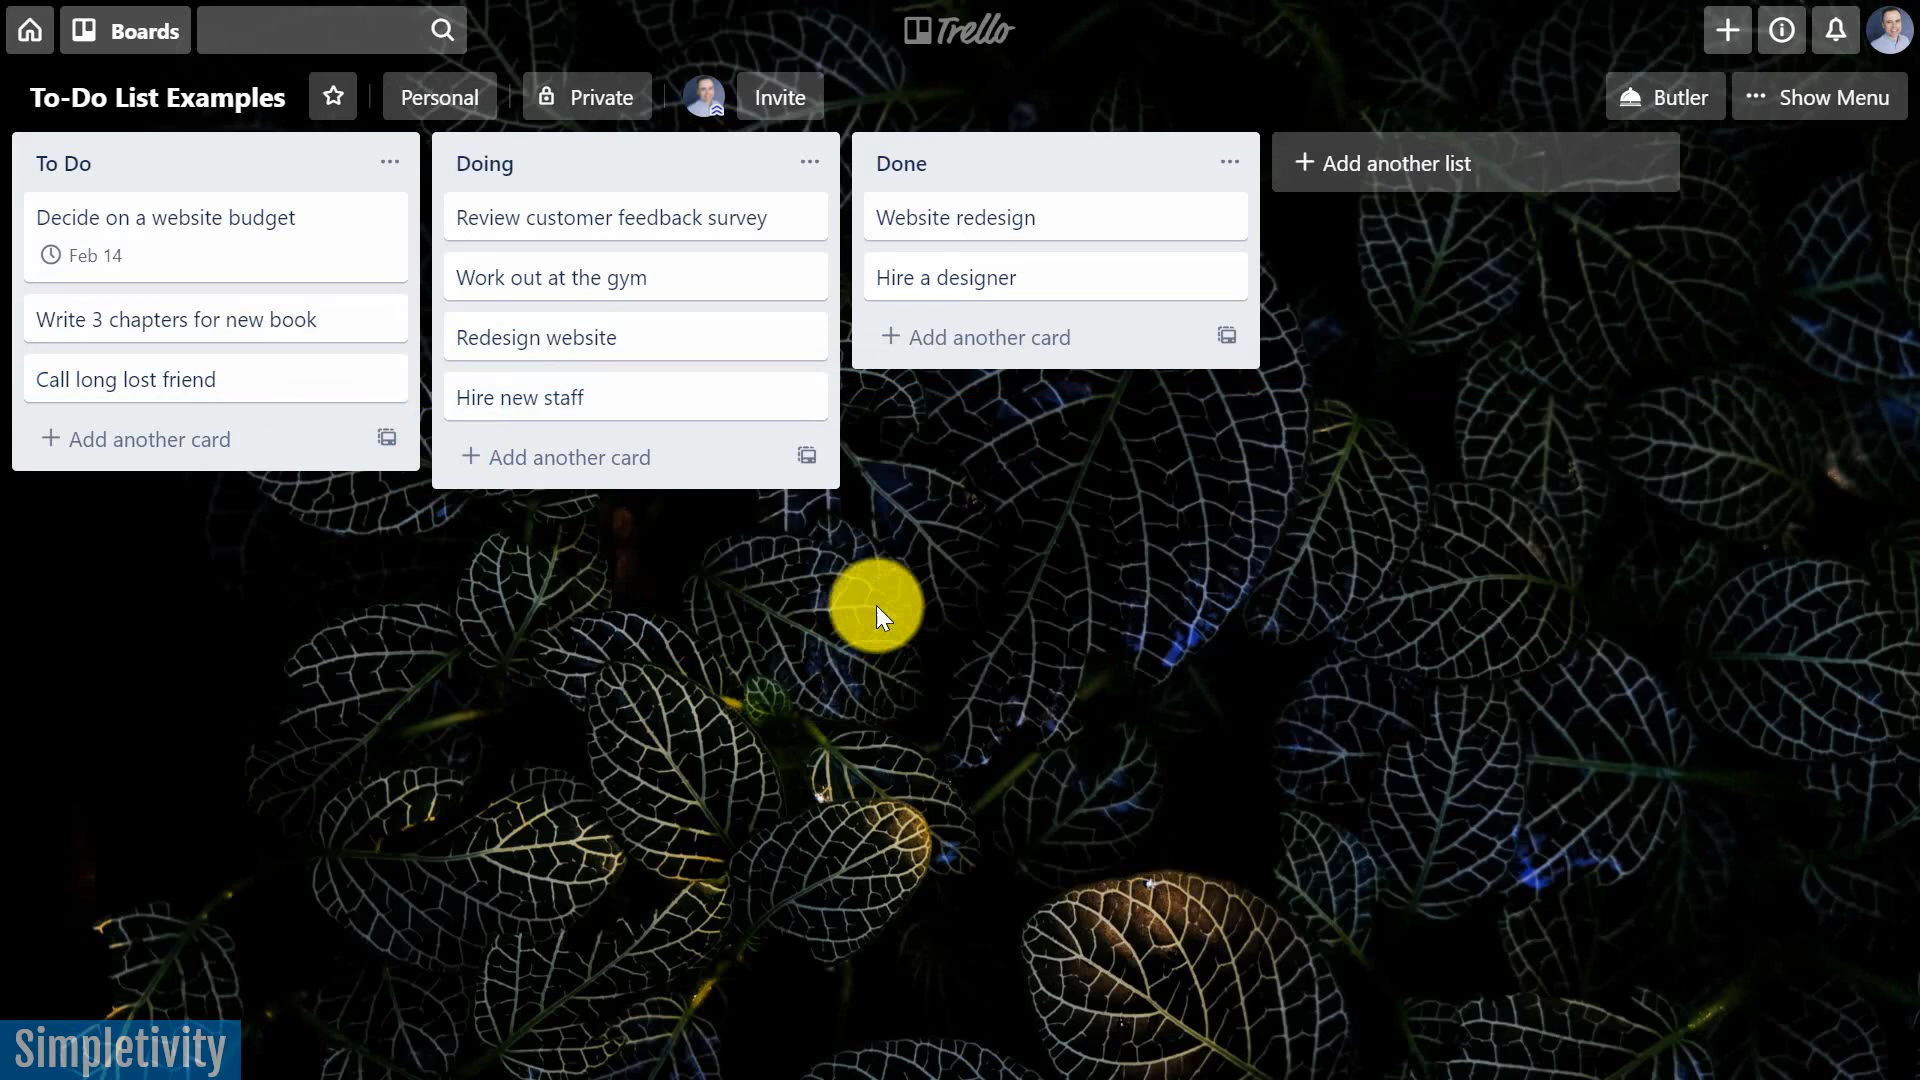 Boards
Trello
To-Do List Examples
Personal
Private
Invite
Butler
Show Menu
To Do
Decide on a website budget
Feb 14
Write 3 chapters for new book
Call long lost friend
Add another card
Doing
Review customer feedback survey
Work out at the gym
Redesign website
Hire new staff
Add another card
Done
Website redesign
Hire a designer
Add another card
Add another list
Simpletivity